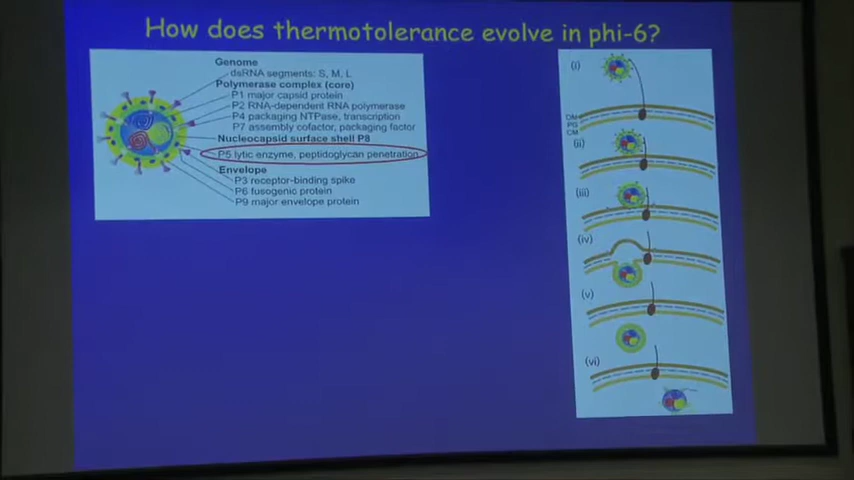 How does thermotolerance evolve in phi-6?
Genome
dsRNA segments: S, M, L
Polymerase complex (core)
P1 major capsid protein
P2 RNA-dependent RNA polymerase
P4 packaging NTPase, transcription
P7 assembly cofactor, packaging factor
Nucleocapsid surface shell P8
P5 lytic enzyme, peptidoglycan penetration
Envelope
P3 receptor-binding spike
P6 fusogenic protein
P9 major envelope protein
(i)
OM
PG
CM
(ii)
(iii)
(iv)
(v)
(vi)